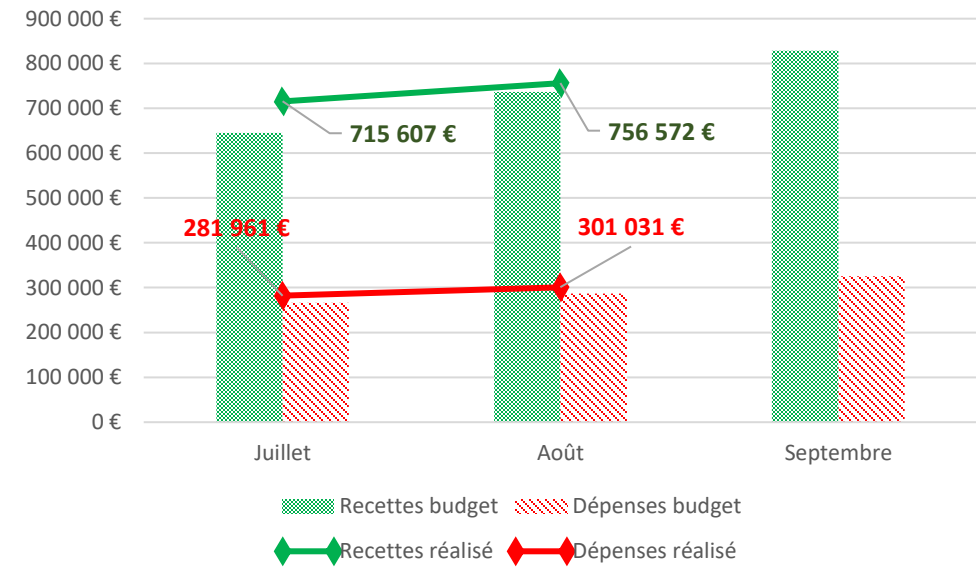 900 000 €
800 000 €
700 000 €
600 000 €
500 000 €
400 000 €
300 000 €
200 000 €
100 000 €
0 €
715 607 €
756 572 €
281 961 €
301 031 €
Juillet
Août
Septembre
Recettes budget
Dépenses budget
Recettes réalisé
Dépenses réalisé